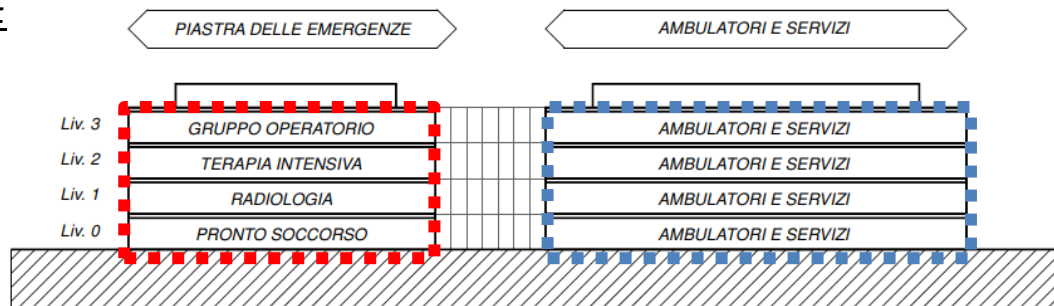 E
PIASTRA DELLE EMERGENZE AMBULATORI E SERVIZI
Liv. 3 GRUPPO OPERATORIO AMBULATORI E SERVIZI
Liv. 2 TERAPIA INTENSIVA AMBULATORI E SERVIZI
Liv. 1 RADIOLOGIA AMBULATORI E SERVIZI
Liv. 0 PRONTO SOCCORSO AMBULATORI E SERVIZI